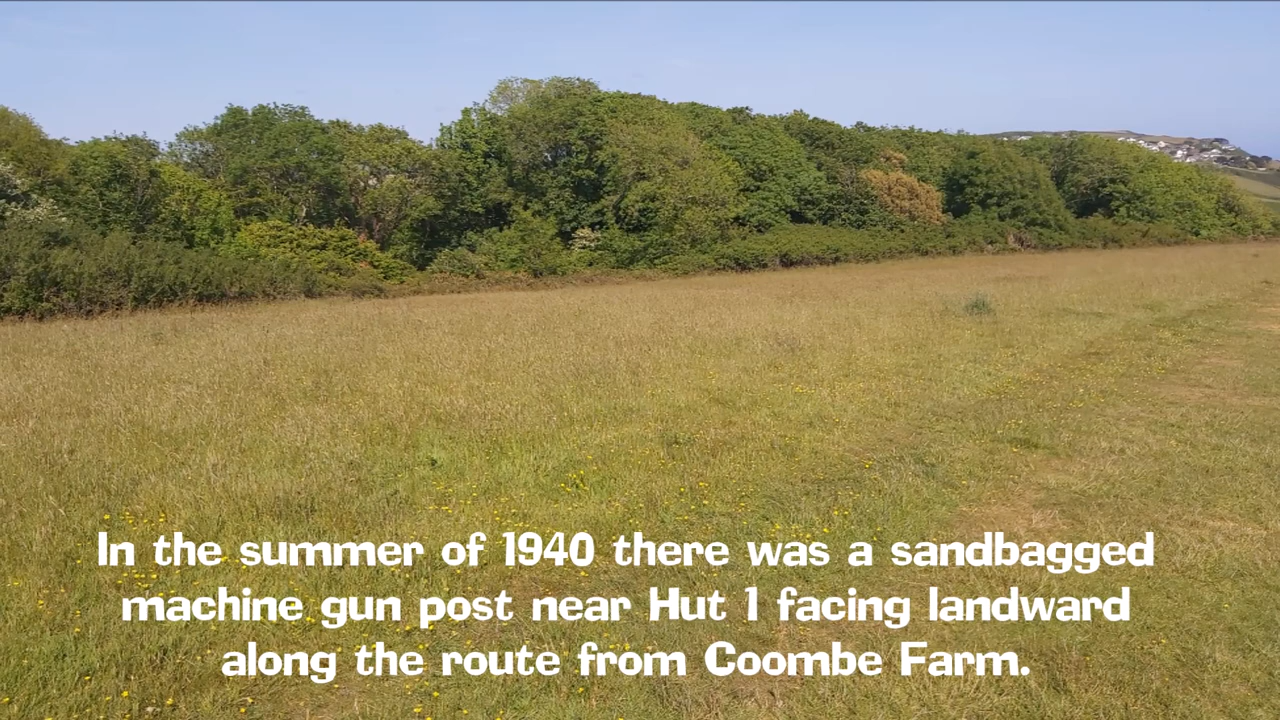 In the summer of 1940 there was a sandbagged
machine gun post near Hut 1 facing landward
along the route from Coombe Farm.